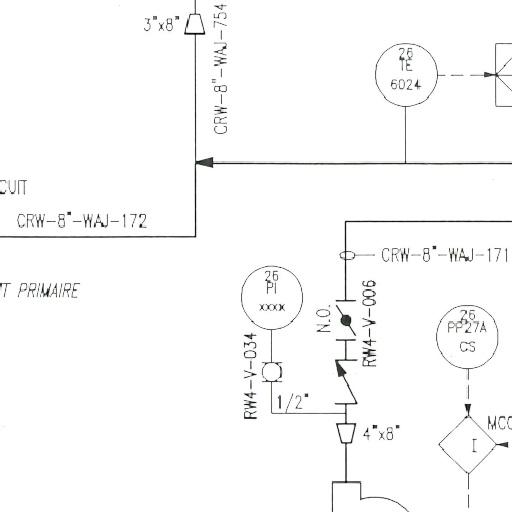 3"x8"
CRW-8"-WAJ-754
26
TE
6024
CUIT
CRW-8"-WAJ-172
CRW-8"-WAJ-171
T PRIMAIRE
26
PI
xxxx
N.O.
RW4-V-006
26
PP27A
CS
RW4-V-034
1/2"
4"x8"
MCC
I